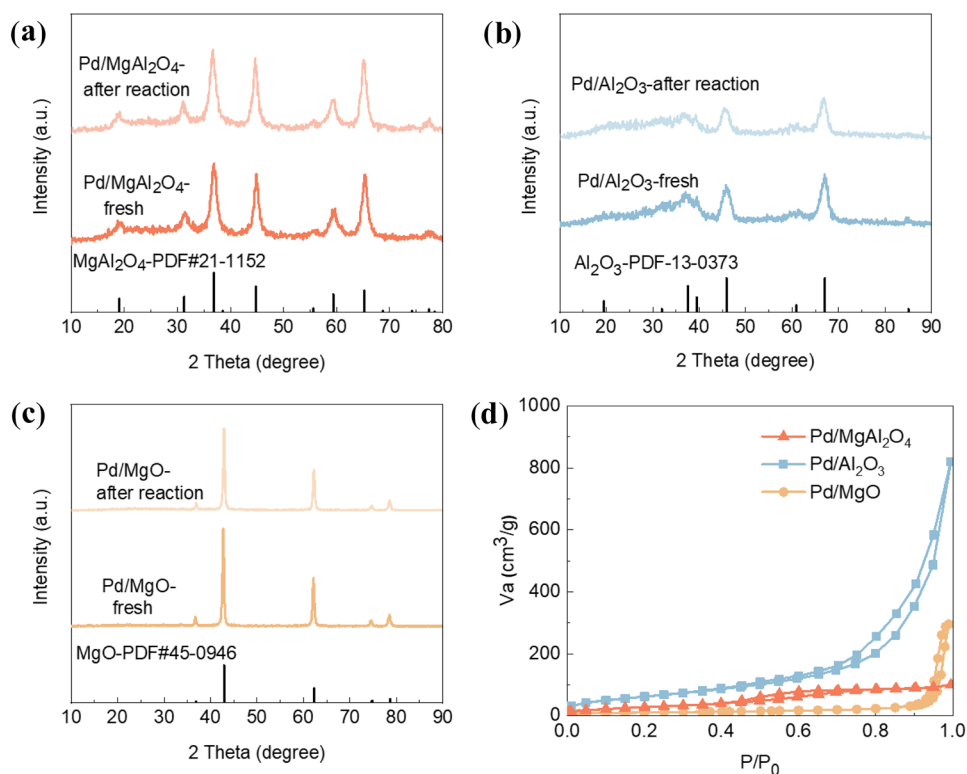 (a)
Intensity (a.u.)
Pd/MgAl₂O₄-
after reaction
Pd/MgAl₂O₄-
fresh
MgAl₂O₄-PDF#21-1152
10 20 30 40 50 60 70 80
2 Theta (degree)
(b)
Intensity (a.u.)
Pd/Al₂O₃-after reaction
Pd/Al₂O₃-fresh
Al₂O₃-PDF-13-0373
10 20 30 40 50 60 70 80 90
2 Theta (degree)
(c)
Intensity (a.u.)
Pd/MgO-
after reaction
Pd/MgO-
fresh
MgO-PDF#45-0946
10 20 30 40 50 60 70 80 90
2 Theta (degree)
(d)
Va (cm³/g)
1000
800
600
400
200
0
Pd/MgAl₂O₄
Pd/Al₂O₃
Pd/MgO
0.0 0.2 0.4 0.6 0.8 1.0
P/P₀